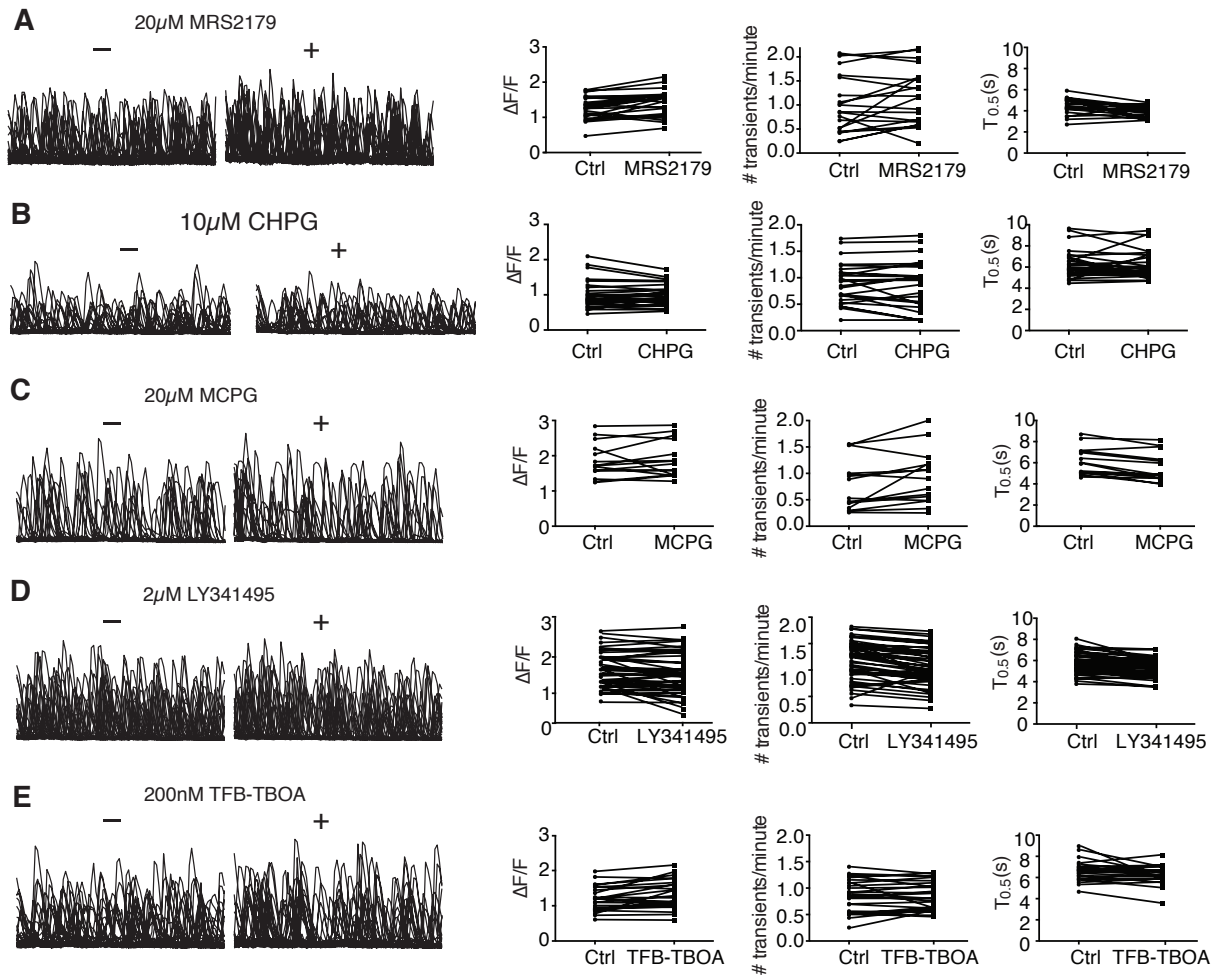 A
20µM MRS2179
− +
ΔF/F
3
2
1
0
Ctrl MRS2179
# transients/minute
2.0
1.5
1.0
0.5
0.0
Ctrl MRS2179
T0.5(s)
10
8
6
4
2
0
Ctrl MRS2179
B
10µM CHPG
− +
ΔF/F
3
2
1
0
Ctrl CHPG
# transients/minute
2.0
1.5
1.0
0.5
0.0
Ctrl CHPG
T0.5(s)
10
8
6
4
2
0
Ctrl CHPG
C
20µM MCPG
− +
ΔF/F
3
2
1
0
Ctrl MCPG
# transients/minute
2.0
1.5
1.0
0.5
0.0
Ctrl MCPG
T0.5(s)
10
8
6
4
2
0
Ctrl MCPG
D
2µM LY341495
− +
ΔF/F
3
2
1
0
Ctrl LY341495
# transients/minute
2.0
1.5
1.0
0.5
0.0
Ctrl LY341495
T0.5(s)
10
8
6
4
2
0
Ctrl LY341495
E
200nM TFB-TBOA
− +
ΔF/F
3
2
1
0
Ctrl TFB-TBOA
# transients/minute
2.0
1.5
1.0
0.5
0.0
Ctrl TFB-TBOA
T0.5(s)
10
8
6
4
2
0
Ctrl TFB-TBOA